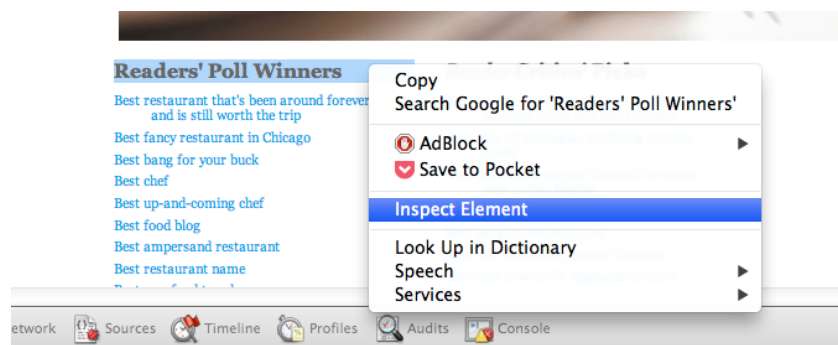 Readers' Poll Winners
Best restaurant that's been around forever
and is still worth the trip
Best fancy restaurant in Chicago
Best bang for your buck
Best chef
Best up-and-coming chef
Best food blog
Best ampersand restaurant
Best restaurant name
Copy
Search Google for 'Readers' Poll Winners'
AdBlock
Save to Pocket
Inspect Element
Look Up in Dictionary
Speech
Services
etwork Sources Timeline Profiles Audits Console